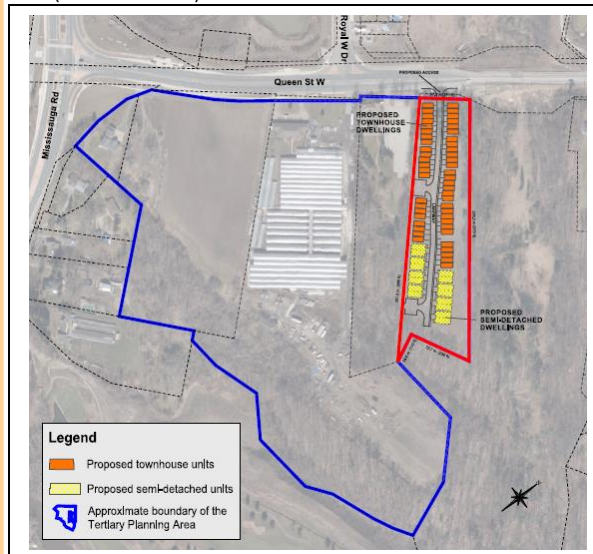 Royal W Dr
Queen St W
Mississauga Rd
PROPOSED ACCESS
PROPOSED
TOWNHOUSE
DWELLINGS
PROPOSED
SEMI-DETACHED
DWELLINGS
Legend
Proposed townhouse units
Proposed semi-detached units
Approximate boundary of the
Tertiary Planning Area